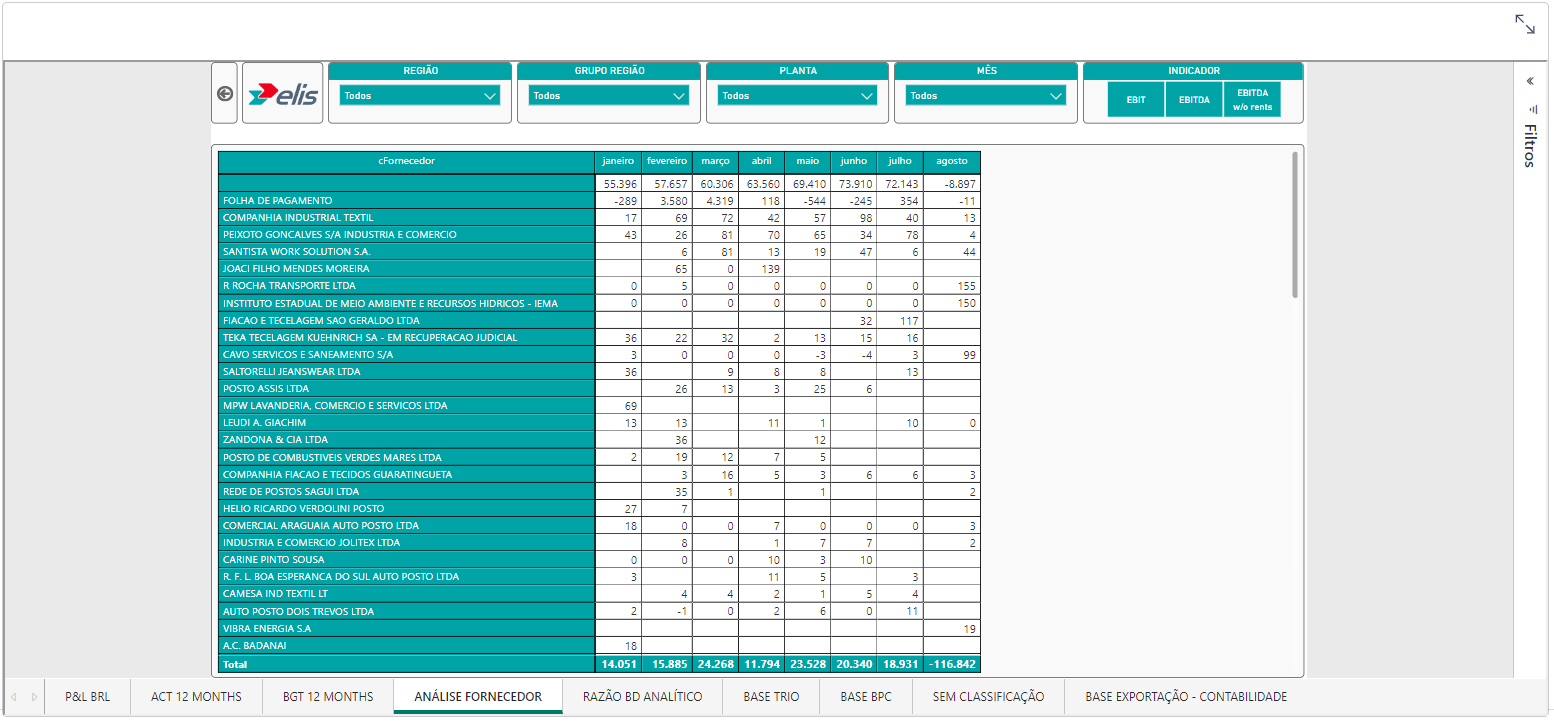 REGIÃO GRUPO REGIÃO PLANTA MÊS INDICADOR
elis Todos Todos Todos Todos EBIT EBITDA EBITDA w/o rents
Filtros
cFornecedor janeiro fevereiro março abril maio junho julho agosto
55.396 57.657 60.306 63.560 69.410 73.910 72.143 -8.897
FOLHA DE PAGAMENTO -289 3.580 4.319 118 -544 -245 354 -11
COMPANHIA INDUSTRIAL TEXTIL 17 69 72 42 57 98 40 13
PEIXOTO GONCALVES S/A INDUSTRIA E COMERCIO 43 26 81 70 65 34 78 4
SANTISTA WORK SOLUTION S.A. 6 81 13 19 47 6 44
JOACI FILHO MENDES MOREIRA 65 0 139
R ROCHA TRANSPORTE LTDA 0 5 0 0 0 0 0 155
INSTITUTO ESTADUAL DE MEIO AMBIENTE E RECURSOS HIDRICOS - IEMA 0 0 0 0 0 0 0 150
FIACAO E TECELAGEM SAO GERALDO LTDA 32 117
TEKA TECELAGEM KUEHNRICH SA - EM RECUPERACAO JUDICIAL 36 22 32 2 13 15 16
CAVO SERVICOS E SANEAMENTO S/A 3 0 0 0 -3 -4 3 99
SALTORELLI JEANSWEAR LTDA 36 9 8 8 13
POSTO ASSIS LTDA 26 13 3 25 6
MPW LAVANDERIA, COMERCIO E SERVICOS LTDA 69
LEUDI A. GIACHIM 13 13 11 1 10 0
ZANDONA & CIA LTDA 36 12
POSTO DE COMBUSTIVEIS VERDES MARES LTDA 2 19 12 7 5
COMPANHIA FIACAO E TECIDOS GUARATINGUETA 3 16 5 3 6 6 3
REDE DE POSTOS SAGUI LTDA 35 1 1 2
HELIO RICARDO VERDOLINI POSTO 27 7
COMERCIAL ARAGUAIA AUTO POSTO LTDA 18 0 0 7 0 0 0 3
INDUSTRIA E COMERCIO JOLITEX LTDA 8 1 7 7 2
CARINE PINTO SOUSA 0 0 0 10 3 10
R. F. L. BOA ESPERANCA DO SUL AUTO POSTO LTDA 3 11 5 3
CAMESA IND TEXTIL LT 4 4 2 1 5 4
AUTO POSTO DOIS TREVOS LTDA 2 -1 0 2 6 0 11
VIBRA ENERGIA S.A 19
A.C. BADANAI 18
Total 14.051 15.885 24.268 11.794 23.528 20.340 18.931 -116.842
P&L BRL ACT 12 MONTHS BGT 12 MONTHS ANÁLISE FORNECEDOR RAZÃO BD ANALÍTICO BASE TRIO BASE BPC SEM CLASSIFICAÇÃO BASE EXPORTAÇÃO - CONTABILIDADE